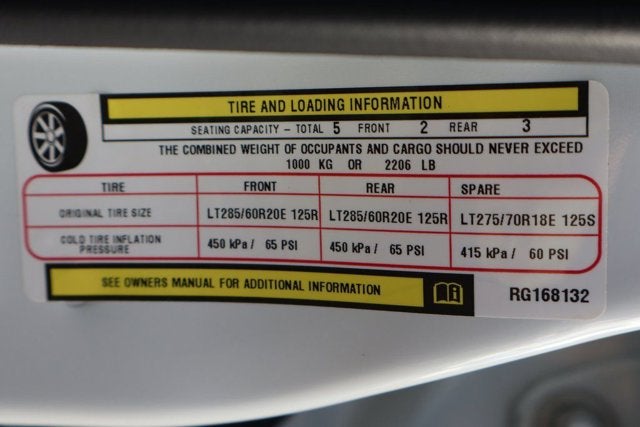 TIRE AND LOADING INFORMATION
SEATING CAPACITY – TOTAL 5 FRONT 2 REAR 3
THE COMBINED WEIGHT OF OCCUPANTS AND CARGO SHOULD NEVER EXCEED
1000 KG OR 2206 LB
TIRE FRONT REAR SPARE
ORIGINAL TIRE SIZE LT285/60R20E 125R LT285/60R20E 125R LT275/70R18E 125S
COLD TIRE INFLATION
PRESSURE 450 kPa / 65 PSI 450 kPa / 65 PSI 415 kPa / 60 PSI
SEE OWNERS MANUAL FOR ADDITIONAL INFORMATION
RG168132